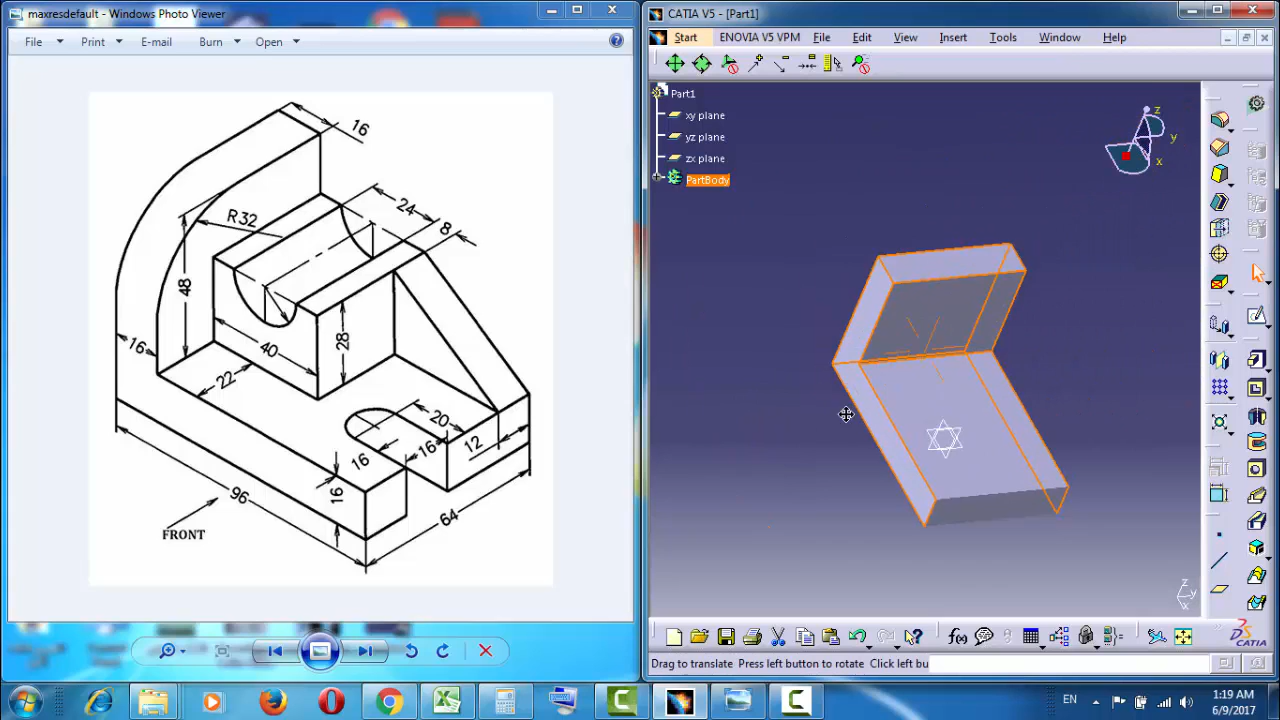 maxresdefault - Windows Photo Viewer
File Print E-mail Burn Open
16
R32
24
8
48
16
40
28
22
20
12
16
16
16
96
64
FRONT
CATIA V5 - [Part1]
Start ENOVIA V5 VPM File Edit View Insert Tools Window Help
Part1
xy plane
yz plane
zx plane
PartBody
z
y
x
z
y
x
f(x)
DS
CATIA
Drag to translate Press left button to rotate Click left bu
EN
1:19 AM
6/9/2017